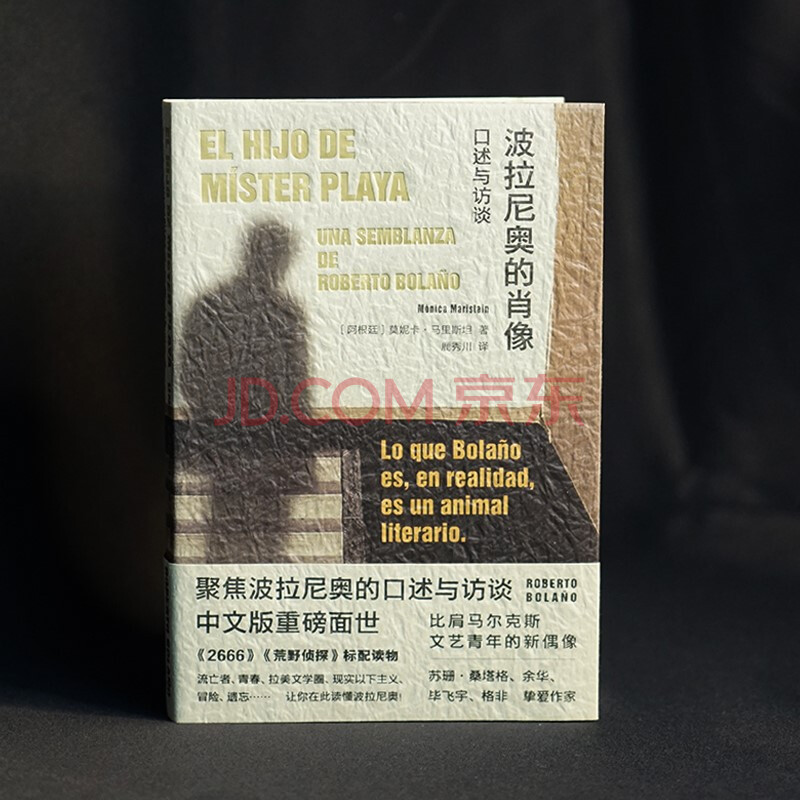 EL HIJO DE
MÍSTER PLAYA
UNA SEMBLANZA
DE
ROBERTO BOLAÑO
波拉尼奥的肖像
口述与访谈
Mónica Maristain
[阿根廷] 莫妮卡·马里斯坦 著
鹿秀川 译
JD.COM 京东
Lo que Bolaño
es, en realidad,
es un animal
literario.
聚焦波拉尼奥的口述与访谈
中文版重磅面世
《2666》《荒野侦探》标配读物
流亡者、青春、拉美文学圈、现实以下主义、
冒险、遗忘…… 让你在此读懂波拉尼奥!
ROBERTO
BOLAÑO
比肩马尔克斯
文艺青年的新偶像
苏珊·桑塔格、余华、
毕飞宇、格非 挚爱作家